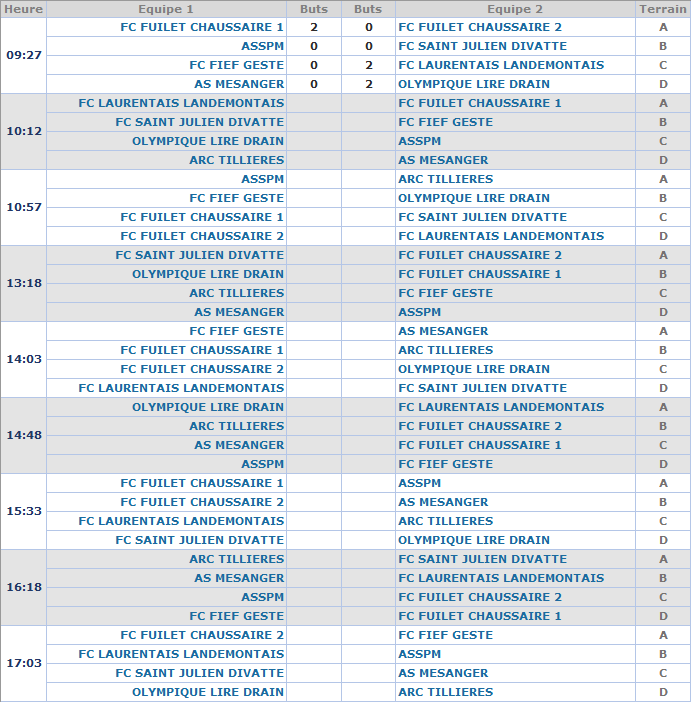 Heure Equipe 1 Buts Buts Equipe 2 Terrain
09:27 FC FUILET CHAUSSAIRE 1 2 0 FC FUILET CHAUSSAIRE 2 A
ASSPM 0 0 FC SAINT JULIEN DIVATTE B
FC FIEF GESTE 0 2 FC LAURENTAIS LANDEMONTAIS C
AS MESANGER 0 2 OLYMPIQUE LIRE DRAIN D
10:12 FC LAURENTAIS LANDEMONTAIS FC FUILET CHAUSSAIRE 1 A
FC SAINT JULIEN DIVATTE FC FIEF GESTE B
OLYMPIQUE LIRE DRAIN ASSPM C
ARC TILLIERES AS MESANGER D
10:57 ASSPM ARC TILLIERES A
FC FIEF GESTE OLYMPIQUE LIRE DRAIN B
FC FUILET CHAUSSAIRE 1 FC SAINT JULIEN DIVATTE C
FC FUILET CHAUSSAIRE 2 FC LAURENTAIS LANDEMONTAIS D
13:18 FC SAINT JULIEN DIVATTE FC FUILET CHAUSSAIRE 2 A
OLYMPIQUE LIRE DRAIN FC FUILET CHAUSSAIRE 1 B
ARC TILLIERES FC FIEF GESTE C
AS MESANGER ASSPM D
14:03 FC FIEF GESTE AS MESANGER A
FC FUILET CHAUSSAIRE 1 ARC TILLIERES B
FC FUILET CHAUSSAIRE 2 OLYMPIQUE LIRE DRAIN C
FC LAURENTAIS LANDEMONTAIS FC SAINT JULIEN DIVATTE D
14:48 OLYMPIQUE LIRE DRAIN FC LAURENTAIS LANDEMONTAIS A
ARC TILLIERES FC FUILET CHAUSSAIRE 2 B
AS MESANGER FC FUILET CHAUSSAIRE 1 C
ASSPM FC FIEF GESTE D
15:33 FC FUILET CHAUSSAIRE 1 ASSPM A
FC FUILET CHAUSSAIRE 2 AS MESANGER B
FC LAURENTAIS LANDEMONTAIS ARC TILLIERES C
FC SAINT JULIEN DIVATTE OLYMPIQUE LIRE DRAIN D
16:18 ARC TILLIERES FC SAINT JULIEN DIVATTE A
AS MESANGER FC LAURENTAIS LANDEMONTAIS B
ASSPM FC FUILET CHAUSSAIRE 2 C
FC FIEF GESTE FC FUILET CHAUSSAIRE 1 D
17:03 FC FUILET CHAUSSAIRE 2 FC FIEF GESTE A
FC LAURENTAIS LANDEMONTAIS ASSPM B
FC SAINT JULIEN DIVATTE AS MESANGER C
OLYMPIQUE LIRE DRAIN ARC TILLIERES D